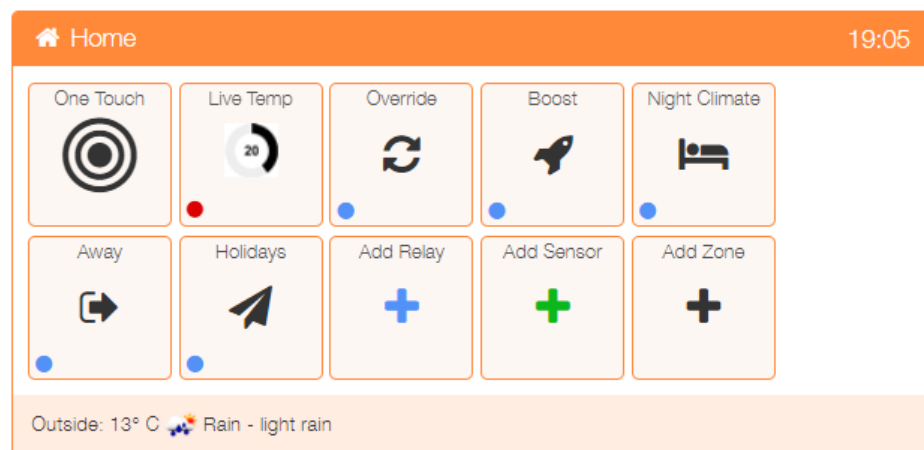 Home 19:05
One Touch Live Temp Override Boost Night Climate
20
Away Holidays Add Relay Add Sensor Add Zone
Outside: 13° C Rain - light rain